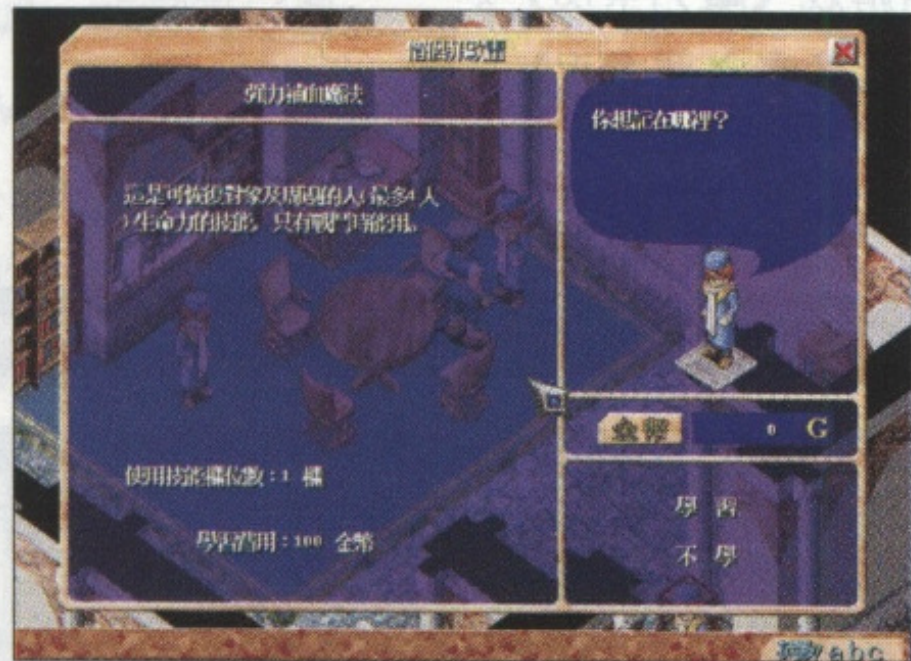 強力補血魔法
你想記在哪裡？
這是可恢復對象及周邊的人(最多4人
)生命力的技能，只有戰鬥時能用。
金幣 0 G
使用技能欄位數：1 欄
學習
學習費用：100 金幣
不學
abc